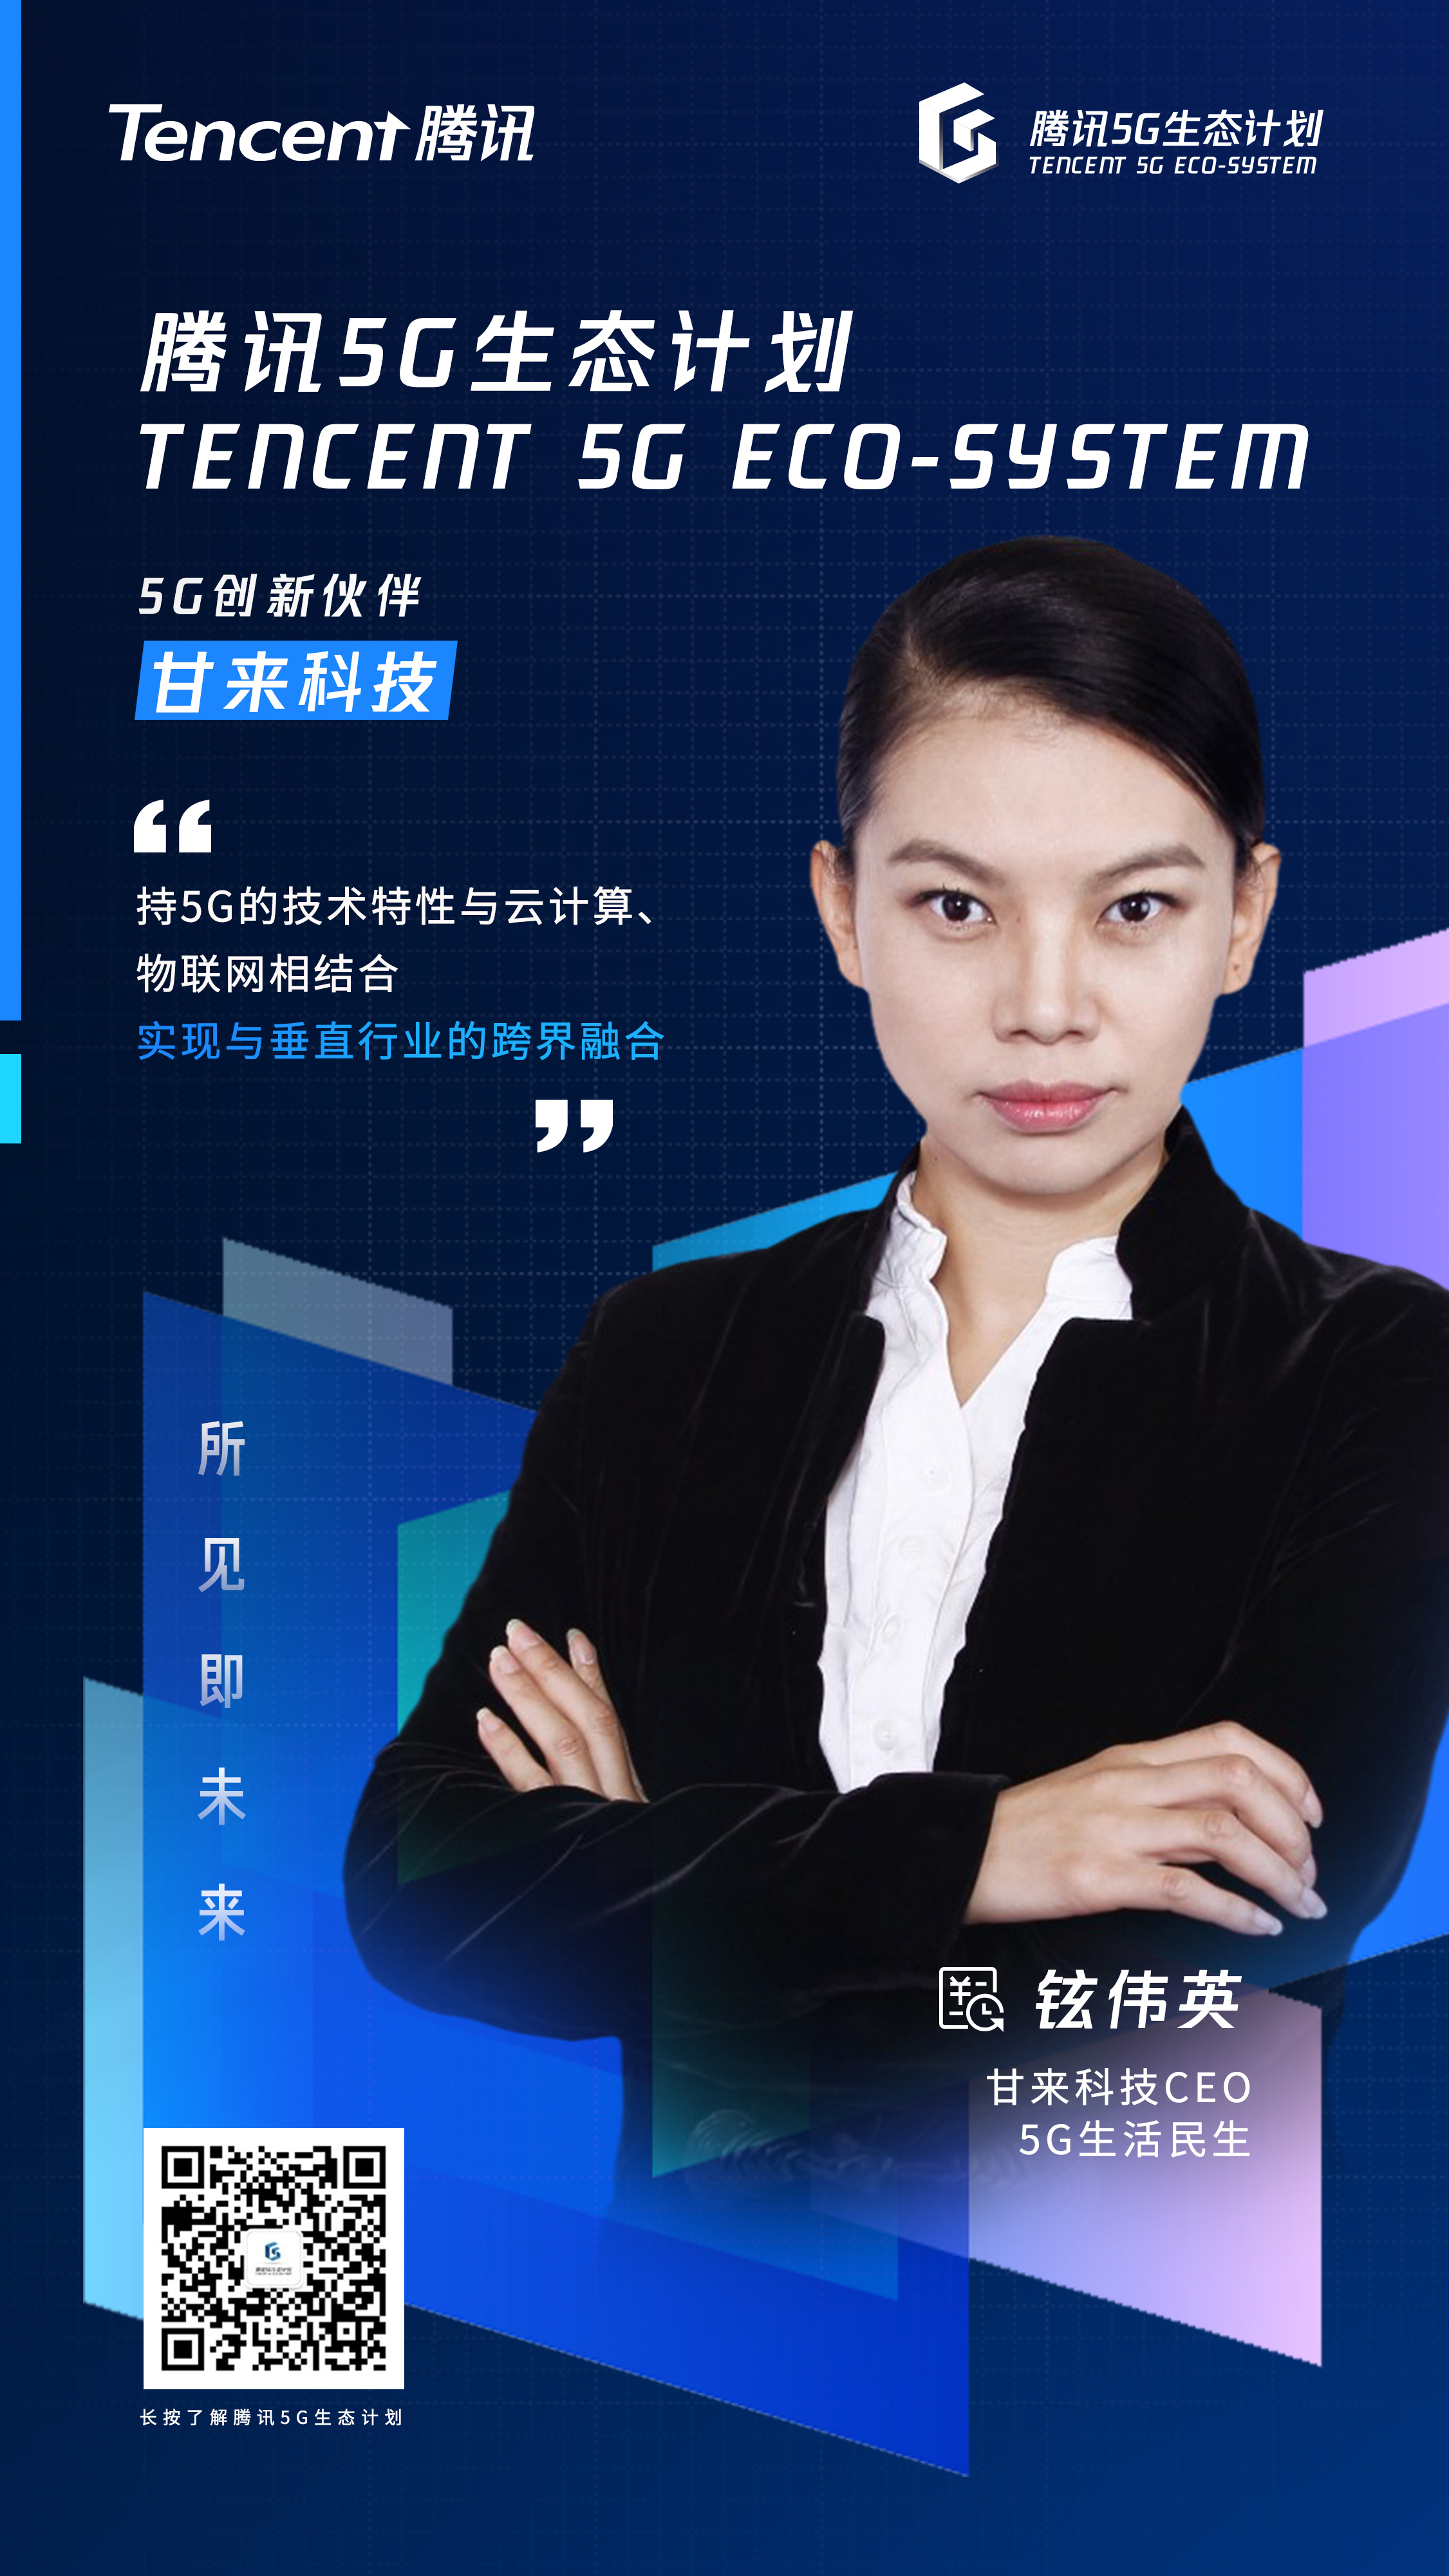 Tencent腾讯
腾讯5G生态计划
TENCENT 5G ECO-SYSTEM
腾讯5G生态计划
TENCENT 5G ECO-SYSTEM
5G创新伙伴
甘来科技
“
持5G的技术特性与云计算、
物联网相结合
实现与垂直行业的跨界融合
”
所见即未来
铉伟英
甘来科技CEO
5G生活民生
长按了解腾讯5G生态计划